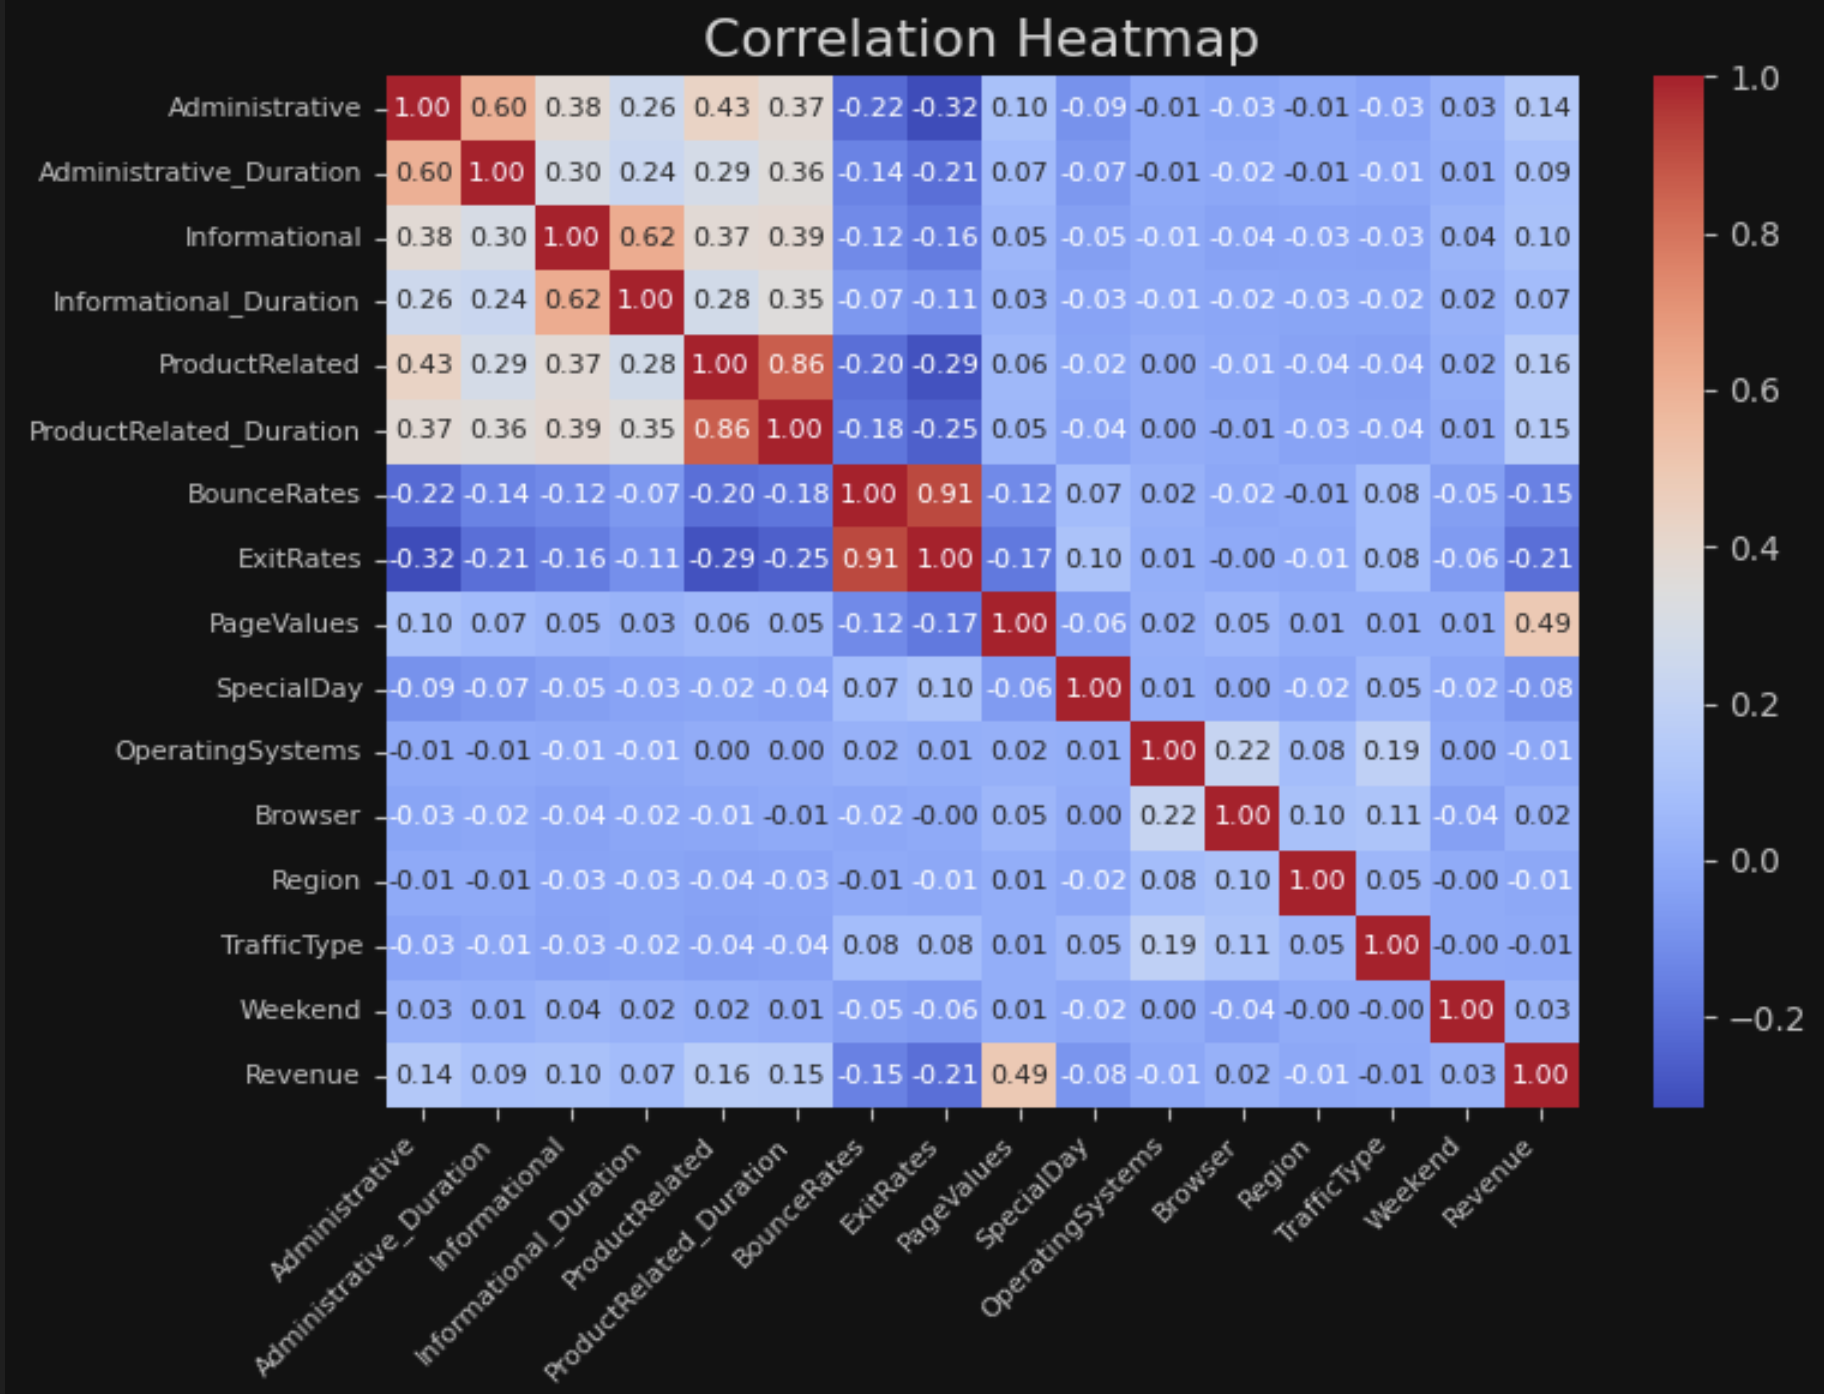 Correlation Heatmap
Administrative 1.00 0.60 0.38 0.26 0.43 0.37 -0.22 -0.32 0.10 -0.09 -0.01 -0.03 -0.01 -0.03 0.03 0.14
Administrative_Duration 0.60 1.00 0.30 0.24 0.29 0.36 -0.14 -0.21 0.07 -0.07 -0.01 -0.02 -0.01 -0.01 0.01 0.09
Informational 0.38 0.30 1.00 0.62 0.37 0.39 -0.12 -0.16 0.05 -0.05 -0.01 -0.04 -0.03 -0.03 0.04 0.10
Informational_Duration 0.26 0.24 0.62 1.00 0.28 0.35 -0.07 -0.11 0.03 -0.03 -0.01 -0.02 -0.03 -0.02 0.02 0.07
ProductRelated 0.43 0.29 0.37 0.28 1.00 0.86 -0.20 -0.29 0.06 -0.02 0.00 -0.01 -0.04 -0.04 0.02 0.16
ProductRelated_Duration 0.37 0.36 0.39 0.35 0.86 1.00 -0.18 -0.25 0.05 -0.04 0.00 -0.01 -0.03 -0.04 0.01 0.15
BounceRates -0.22 -0.14 -0.12 -0.07 -0.20 -0.18 1.00 0.91 -0.12 0.07 0.02 -0.02 -0.01 0.08 -0.05 -0.15
ExitRates -0.32 -0.21 -0.16 -0.11 -0.29 -0.25 0.91 1.00 -0.17 0.10 0.01 -0.00 -0.01 0.08 -0.06 -0.21
PageValues 0.10 0.07 0.05 0.03 0.06 0.05 -0.12 -0.17 1.00 -0.06 0.02 0.05 0.01 0.01 0.01 0.49
SpecialDay -0.09 -0.07 -0.05 -0.03 -0.02 -0.04 0.07 0.10 -0.06 1.00 0.01 0.00 -0.02 0.05 -0.02 -0.08
OperatingSystems -0.01 -0.01 -0.01 -0.01 0.00 0.00 0.02 0.01 0.02 0.01 1.00 0.22 0.08 0.19 0.00 -0.01
Browser -0.03 -0.02 -0.04 -0.02 -0.01 -0.01 -0.02 -0.00 0.05 0.00 0.22 1.00 0.10 0.11 -0.04 0.02
Region -0.01 -0.01 -0.03 -0.03 -0.04 -0.03 -0.01 -0.01 0.01 -0.02 0.08 0.10 1.00 0.05 -0.00 -0.01
TrafficType -0.03 -0.01 -0.03 -0.02 -0.04 -0.04 0.08 0.08 0.01 0.05 0.19 0.11 0.05 1.00 -0.00 -0.01
Weekend 0.03 0.01 0.04 0.02 0.02 0.01 -0.05 -0.06 0.01 -0.02 0.00 -0.04 -0.00 -0.00 1.00 0.03
Revenue 0.14 0.09 0.10 0.07 0.16 0.15 -0.15 -0.21 0.49 -0.08 -0.01 0.02 -0.01 -0.01 0.03 1.00
Administrative
Administrative_Duration
Informational
Informational_Duration
ProductRelated
ProductRelated_Duration
BounceRates
ExitRates
PageValues
SpecialDay
OperatingSystems
Browser
Region
TrafficType
Weekend
Revenue
1.0
0.8
0.6
0.4
0.2
0.0
−0.2